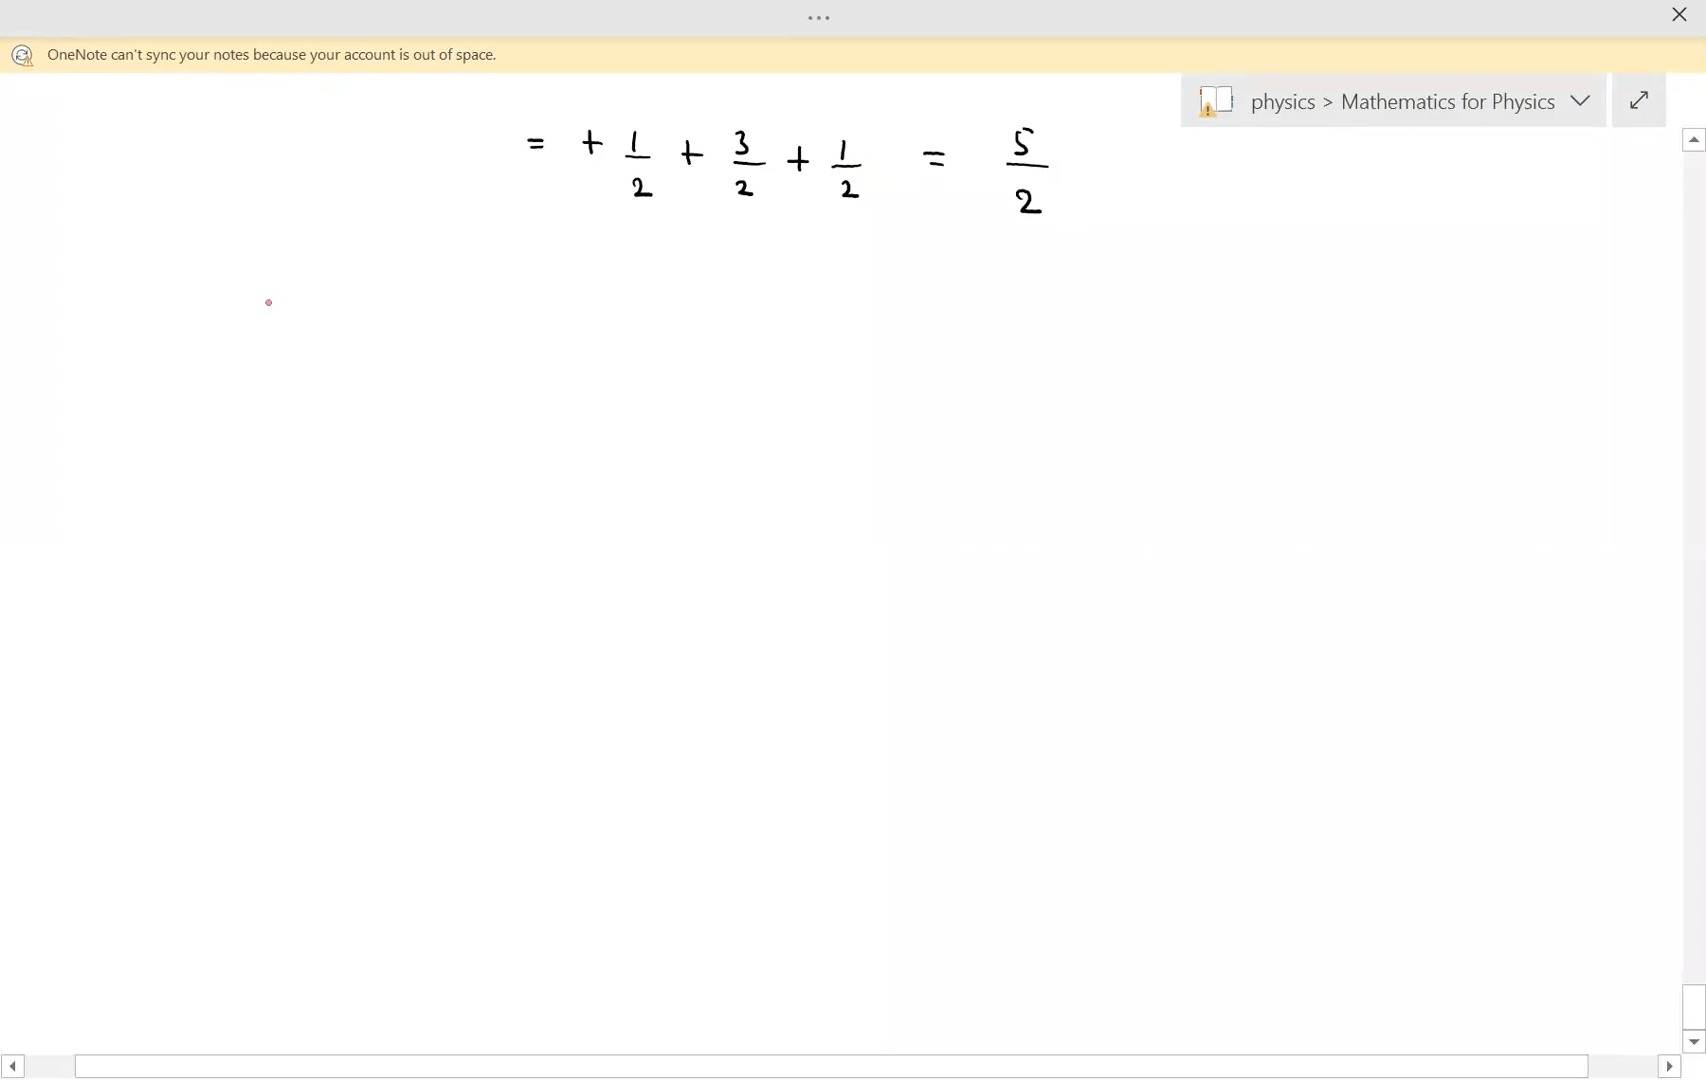 ...
OneNote can't sync your notes because your account is out of space.
physics > Mathematics for Physics
= + 1/2 + 3/2 + 1/2 = 5/2